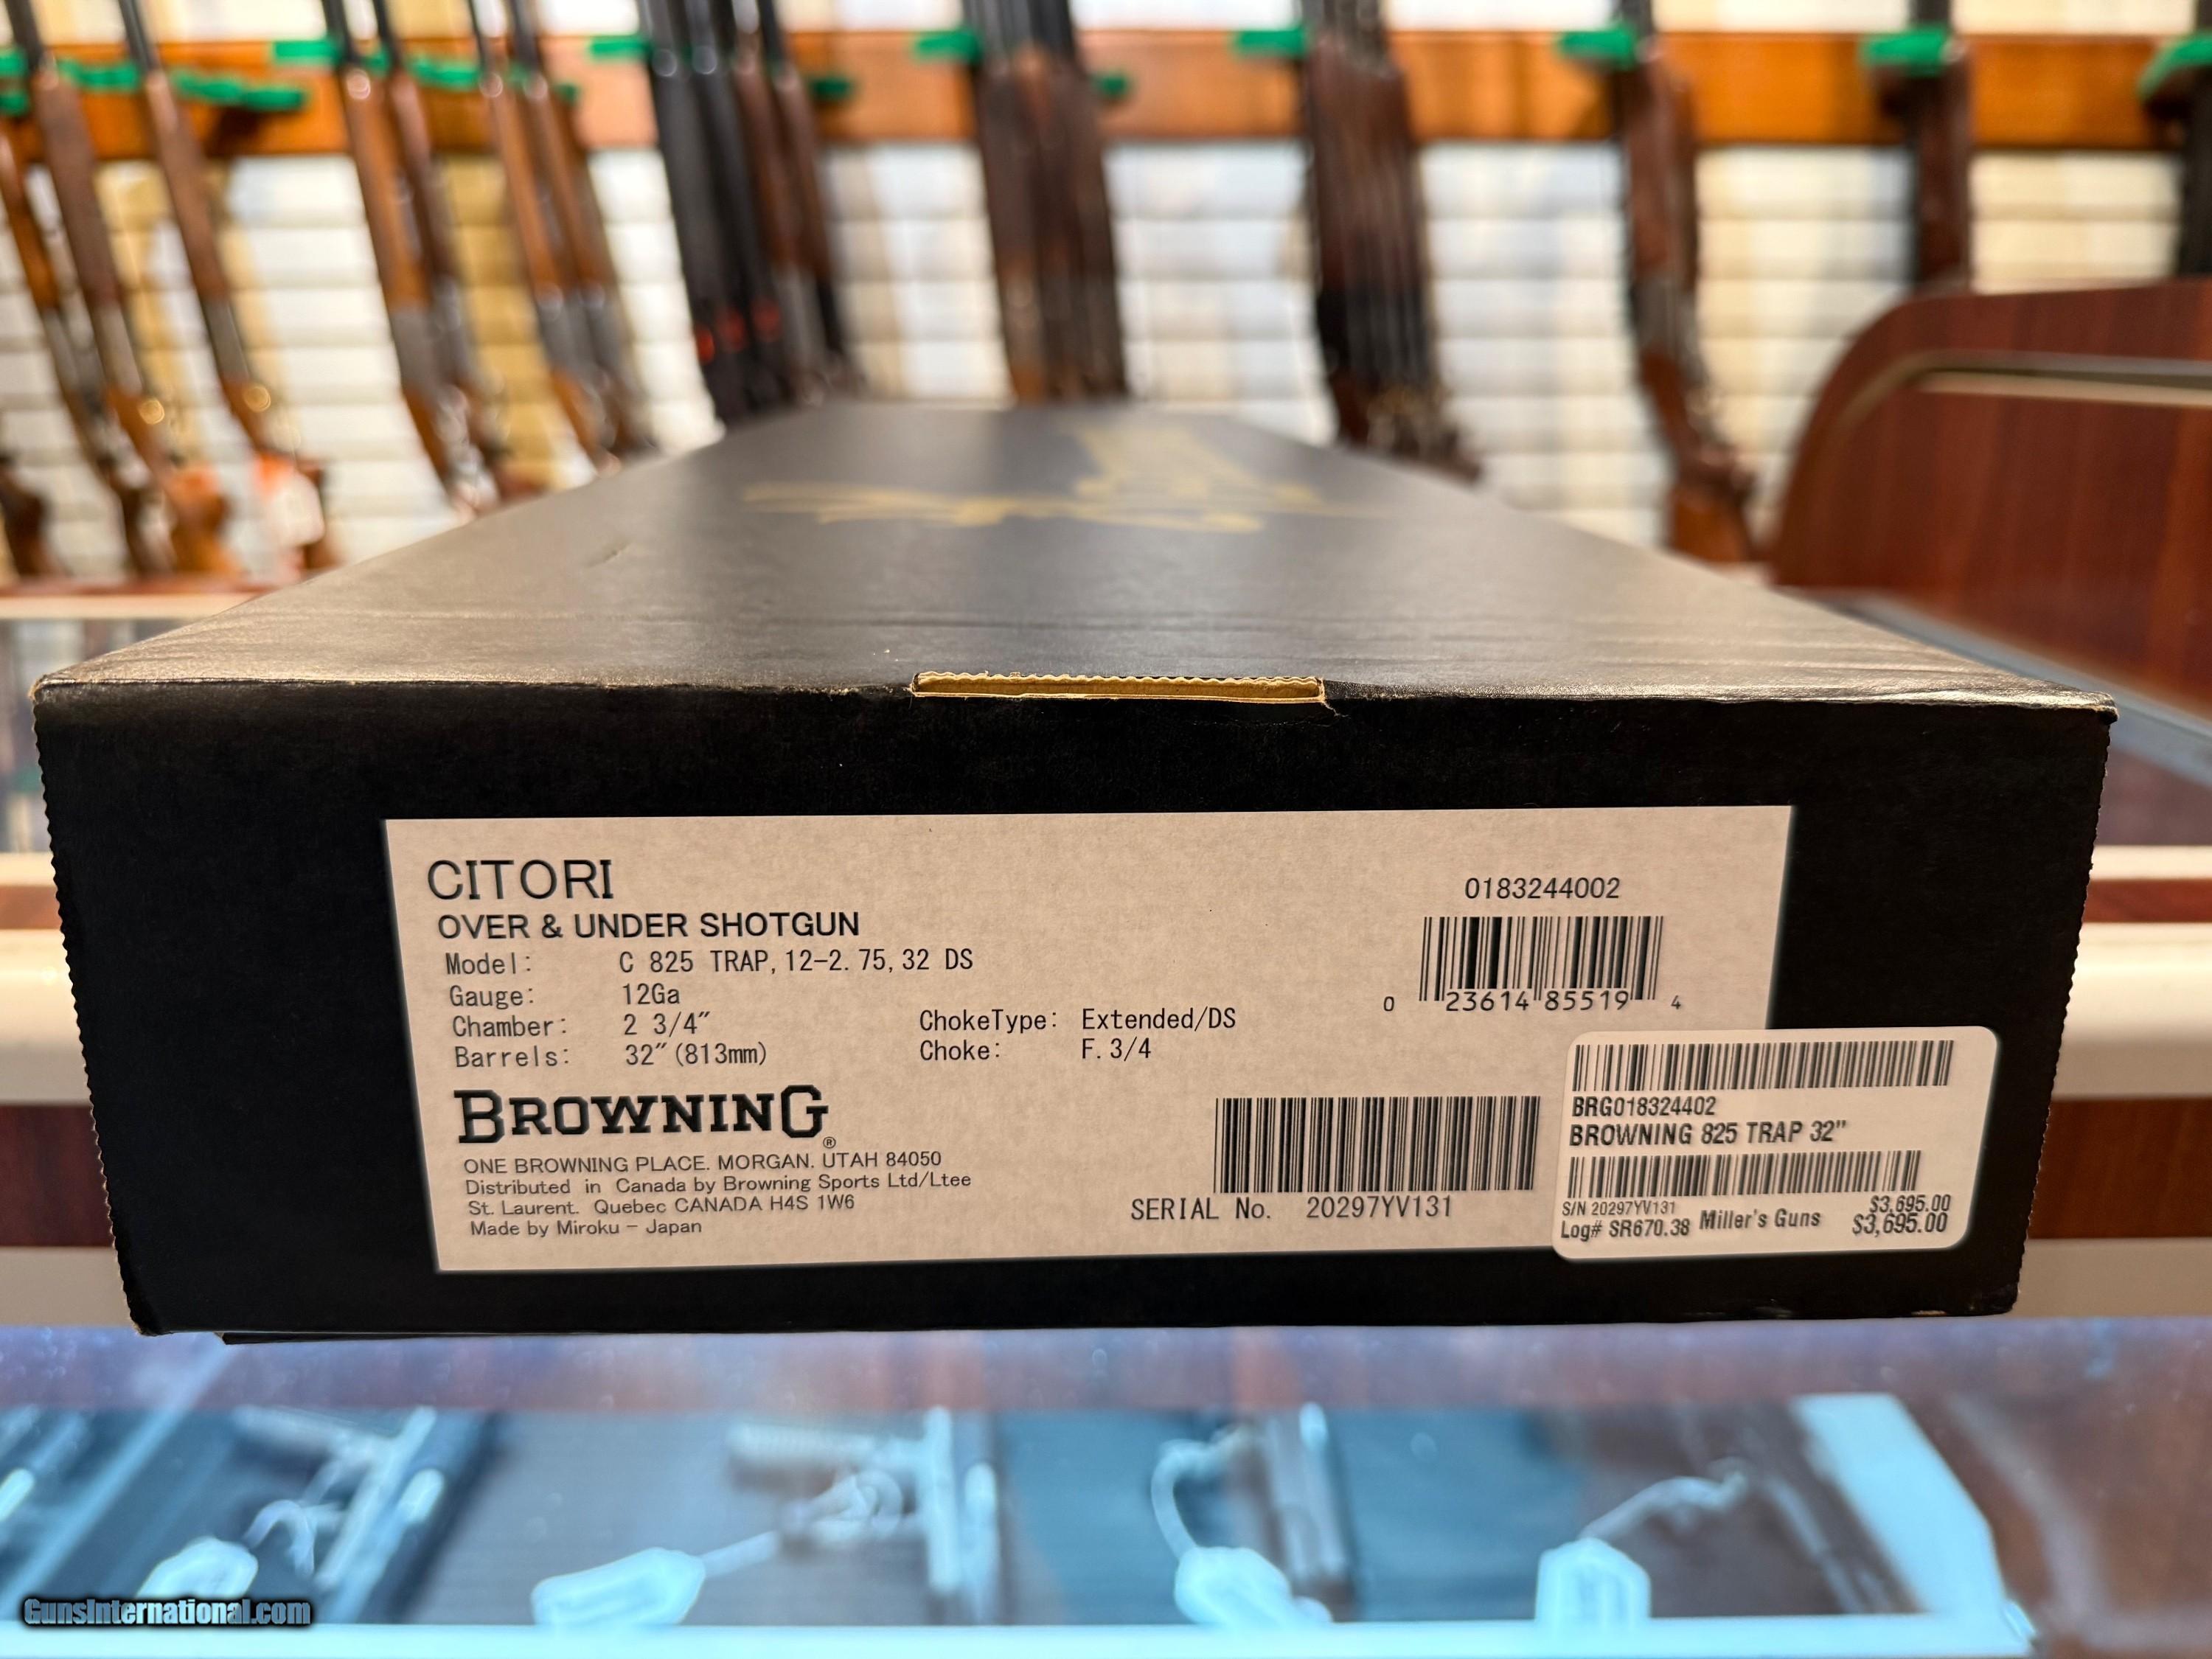 CITORI
OVER & UNDER SHOTGUN
Model: C 825 TRAP, 12-2.75, 32 DS
Gauge: 12Ga
Chamber: 2 3/4"
Barrels: 32" (813mm)
ChokeType: Extended/DS
Choke: F. 3/4
BROWNING®
ONE BROWNING PLACE. MORGAN. UTAH 84050
Distributed in Canada by Browning Sports Ltd/Ltee
St. Laurent. Quebec CANADA H4S 1W6
Made by Miroku - Japan
0183244002
0 23614 85519 4
SERIAL No. 20297YV131
BRG018324402
BROWNING 825 TRAP 32"
S/N 20297YV131 $3,695.00
Log# SR670.38 Miller's Guns $3,695.00
GunsInternational.com